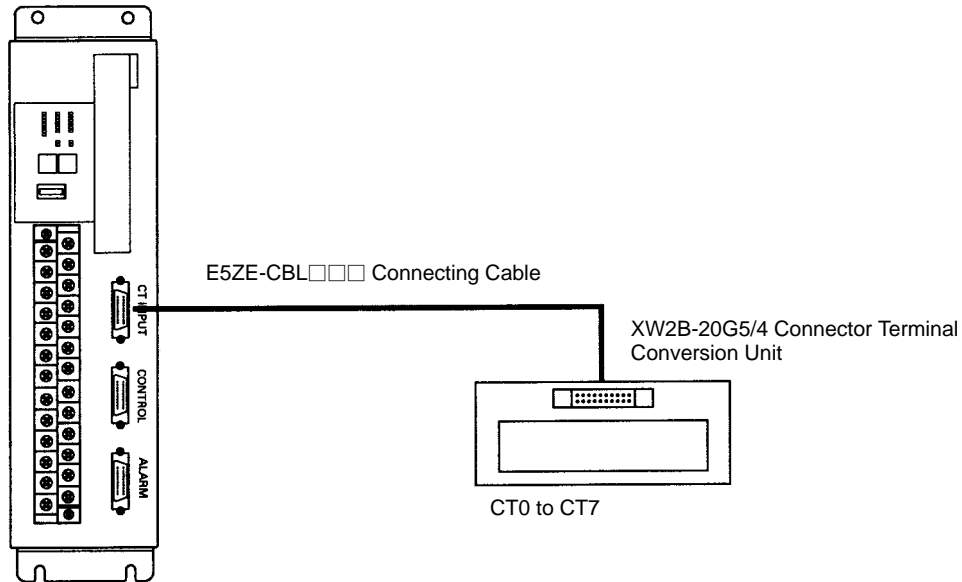 E5ZE-CBL□□□ Connecting Cable
XW2B-20G5/4 Connector Terminal
Conversion Unit
CT INPUT
CONTROL
ALARM
CT0 to CT7